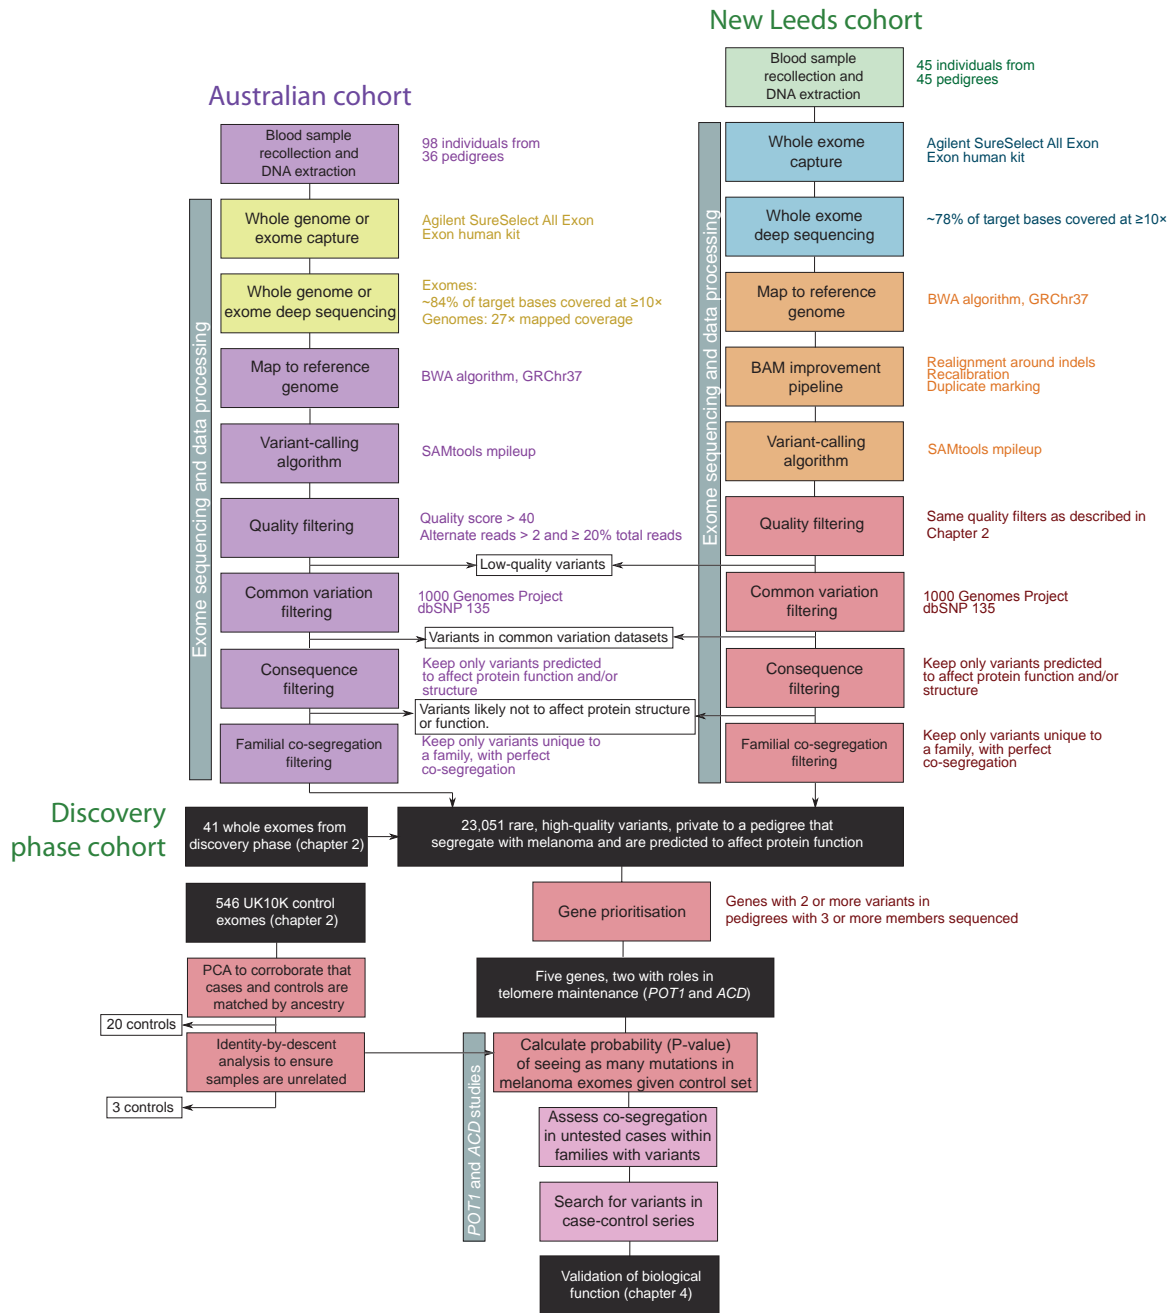 New Leeds cohort
Blood sample
recollection and
DNA extraction
45 individuals from
45 pedigrees
Whole exome
capture
Agilent SureSelect All Exon
Exon human kit
Whole exome
deep sequencing
~78% of target bases covered at ≥10×
Map to reference
genome
BWA algorithm, GRChr37
BAM improvement
pipeline
Realignment around indels
Recalibration
Duplicate marking
Variant-calling
algorithm
SAMtools mpileup
Quality filtering
Same quality filters as described in
Chapter 2
Common variation
filtering
1000 Genomes Project
dbSNP 135
Consequence
filtering
Keep only variants predicted
to affect protein function and/or
structure
Familial co-segregation
filtering
Keep only variants unique to
a family, with perfect
co-segregation
Exome sequencing and data processing
Australian cohort
Blood sample
recollection and
DNA extraction
98 individuals from
36 pedigrees
Whole genome or
exome capture
Agilent SureSelect All Exon
Exon human kit
Whole genome or
exome deep sequencing
Exomes:
~84% of target bases covered at ≥10×
Genomes: 27× mapped coverage
Map to reference
genome
BWA algorithm, GRChr37
Variant-calling
algorithm
SAMtools mpileup
Quality filtering
Quality score > 40
Alternate reads > 2 and ≥ 20% total reads
Low-quality variants
Common variation
filtering
1000 Genomes Project
dbSNP 135
Variants in common variation datasets
Consequence
filtering
Keep only variants predicted
to affect protein function and/or
structure
Variants likely not to affect protein structure
or function.
Familial co-segregation
filtering
Keep only variants unique to
a family, with perfect
co-segregation
Exome sequencing and data processing
Discovery
phase cohort
41 whole exomes from
discovery phase (chapter 2)
23,051 rare, high-quality variants, private to a pedigree that
segregate with melanoma and are predicted to affect protein function
546 UK10K control
exomes (chapter 2)
Gene prioritisation
Genes with 2 or more variants in
pedigrees with 3 or more members sequenced
PCA to corroborate that
cases and controls are
matched by ancestry
Five genes, two with roles in
telomere maintenance (POT1 and ACD)
20 controls
Identity-by-descent
analysis to ensure
samples are unrelated
Calculate probability (P-value)
of seeing as many mutations in
melanoma exomes given control set
3 controls
POT1 and ACD studies
Assess co-segregation
in untested cases within
families with variants
Search for variants in
case-control series
Validation of biological
function (chapter 4)